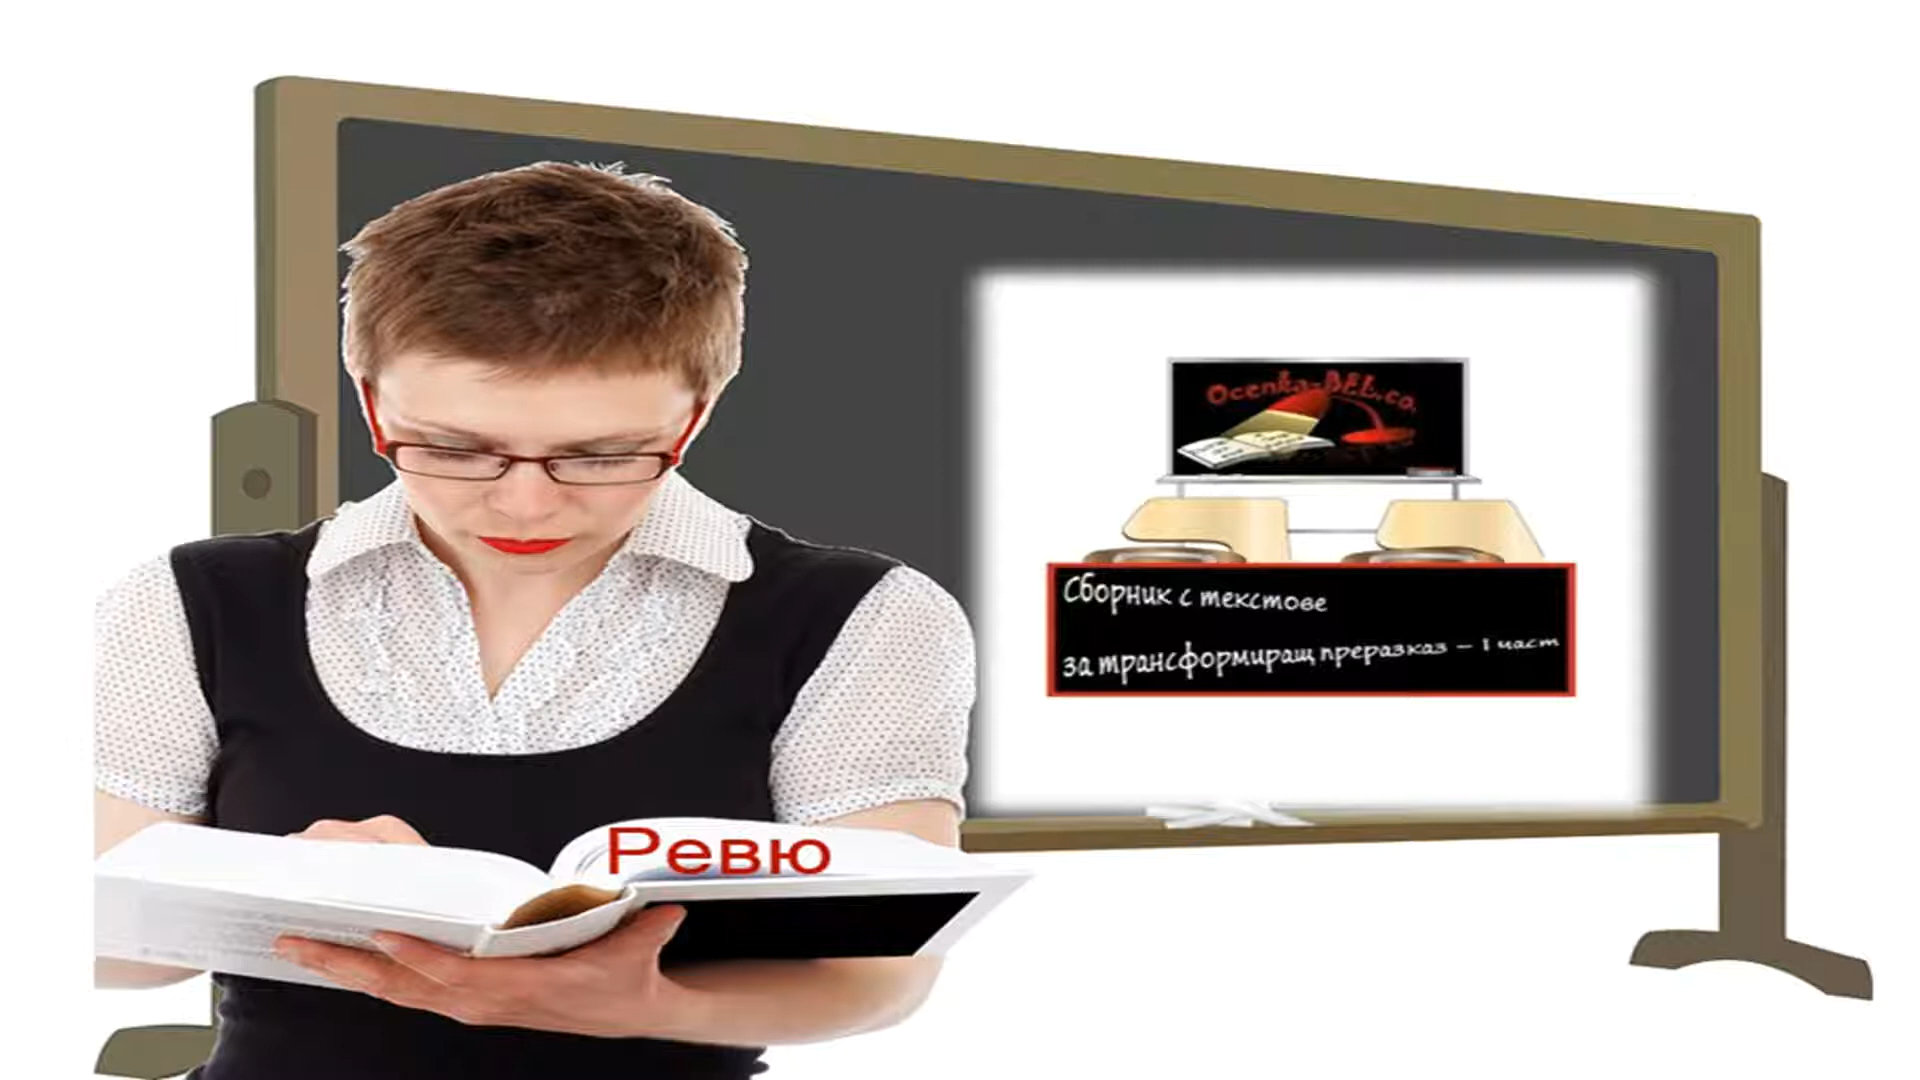 Ocenka-BEL.co
Сборник с текстове
за трансформиращ преразказ – I част
Ревю